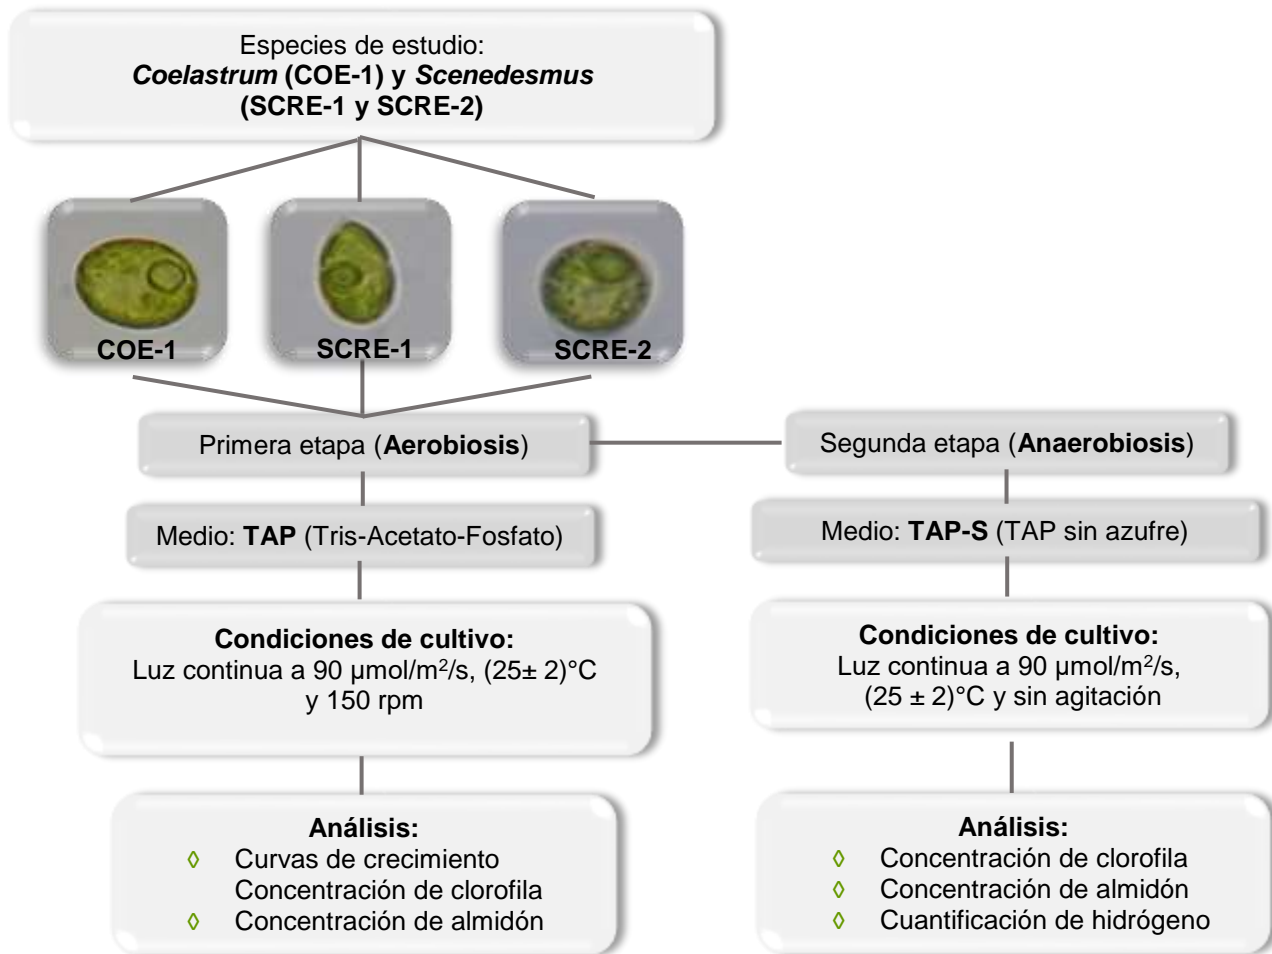 Especies de estudio:
Coelastrum (COE-1) y Scenedesmus
(SCRE-1 y SCRE-2)
COE-1
SCRE-1
SCRE-2
Primera etapa (Aerobiosis)
Medio: TAP (Tris-Acetato-Fosfato)
Condiciones de cultivo:
Luz continua a 90 µmol/m²/s, (25± 2)°C
y 150 rpm
Análisis:
◊ Curvas de crecimiento
Concentración de clorofila
◊ Concentración de almidón
Segunda etapa (Anaerobiosis)
Medio: TAP-S (TAP sin azufre)
Condiciones de cultivo:
Luz continua a 90 µmol/m²/s,
(25 ± 2)°C y sin agitación
Análisis:
◊ Concentración de clorofila
◊ Concentración de almidón
◊ Cuantificación de hidrógeno